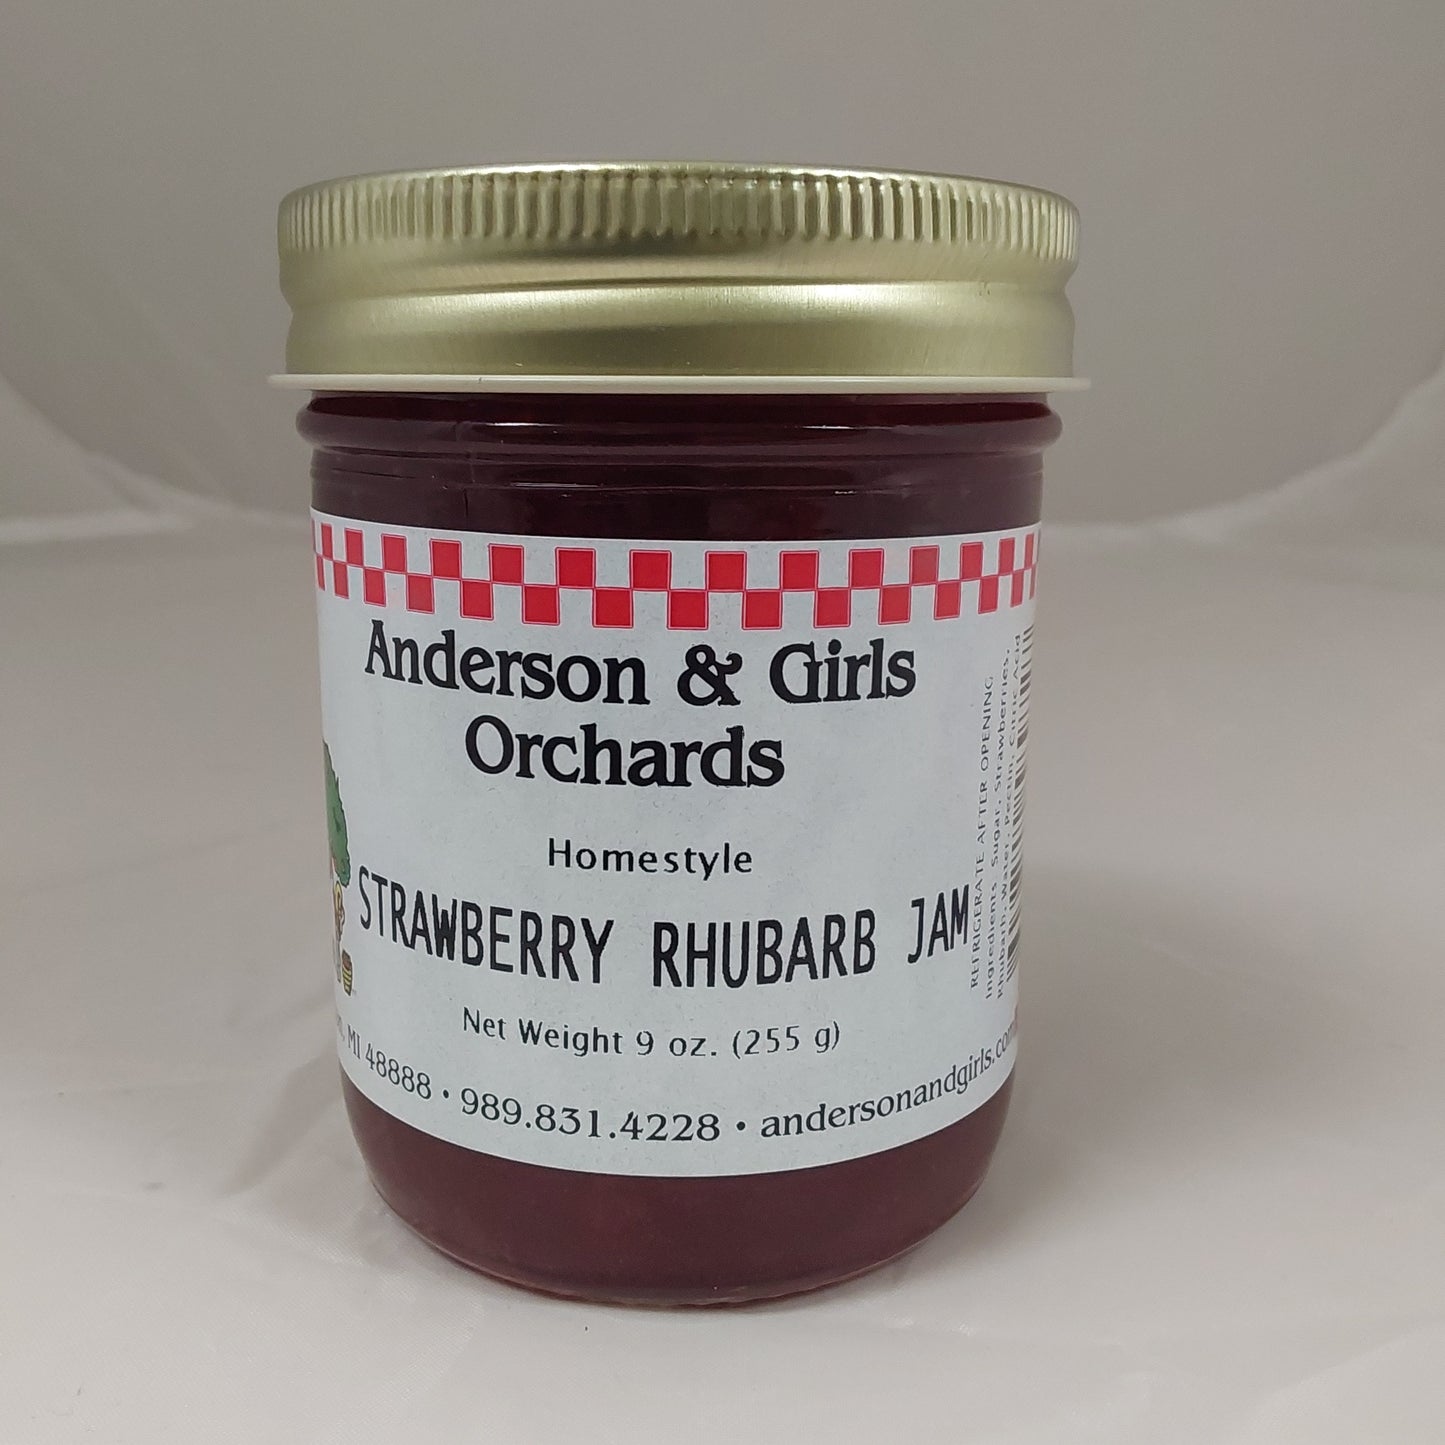 Anderson & Girls
Orchards
Homestyle
STRAWBERRY RHUBARB JAM
Net Weight 9 oz. (255 g)
MI 48888 • 989.831.4228 • andersonandgirls.com
REFRIGERATE AFTER OPENING
Ingredients Sugar, Strawberries,
Rhubarb, Water, Pectin, Citric Acid